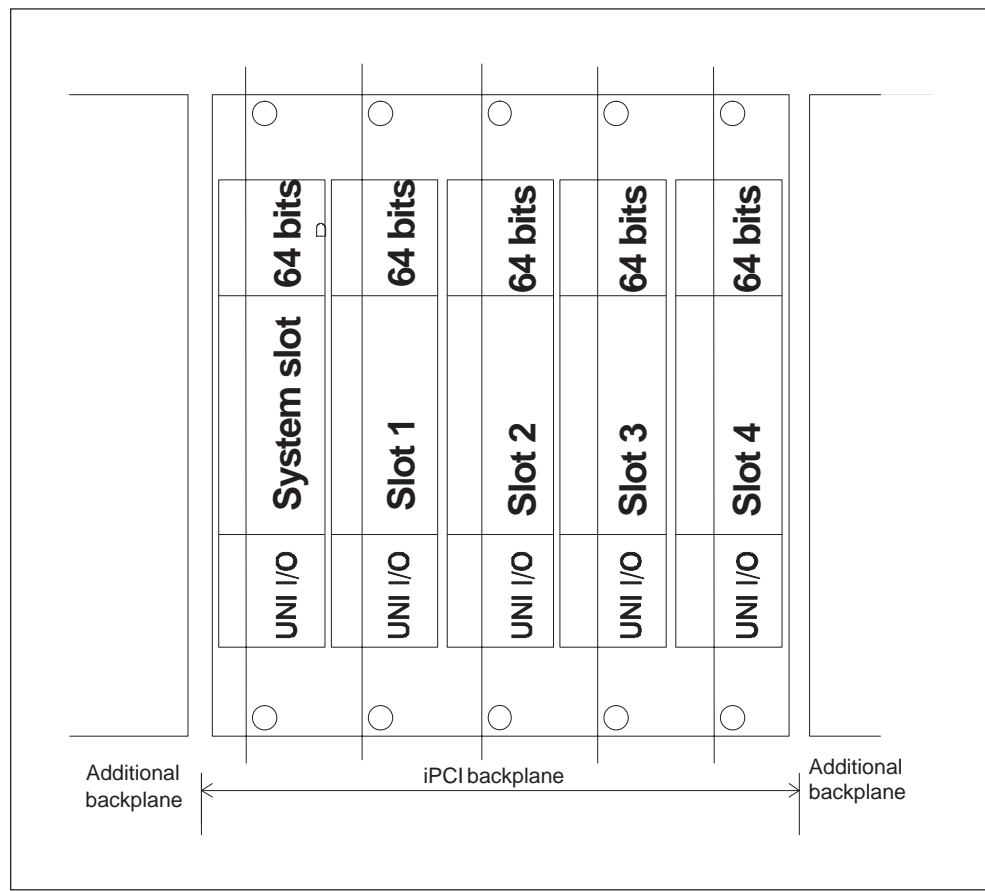 64 bits
64 bits
64 bits
64 bits
64 bits
D
System slot
Slot 1
Slot 2
Slot 3
Slot 4
UNI I/O
UNI I/O
UNI I/O
UNI I/O
UNI I/O
Additional
backplane
iPCI backplane
Additional
backplane